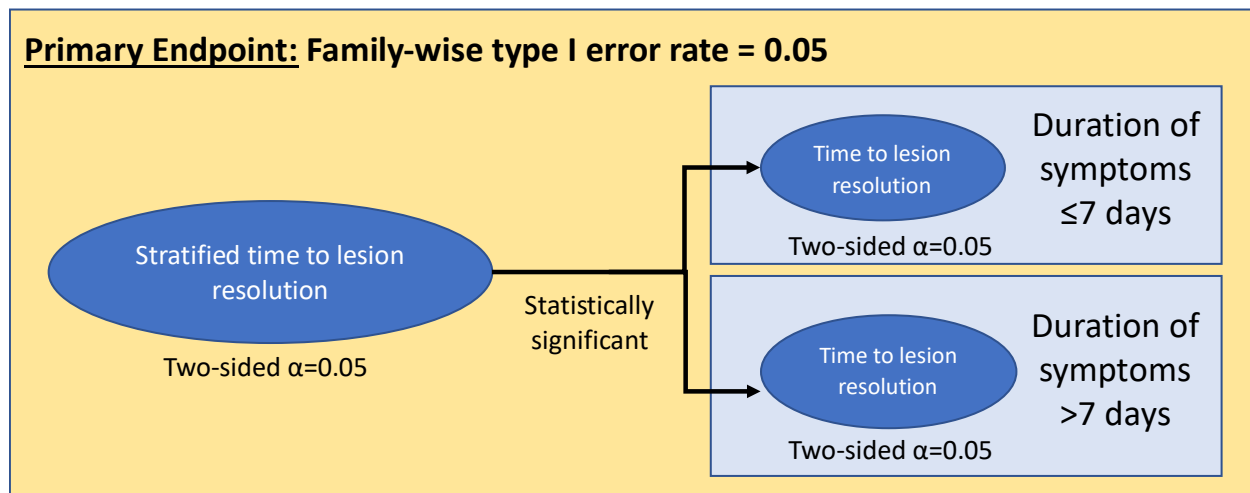 Primary Endpoint: Family-wise type I error rate = 0.05
Stratified time to lesion
resolution
Two-sided α=0.05
Statistically
significant
Time to lesion
resolution
Two-sided α=0.05
Duration of
symptoms
≤7 days
Time to lesion
resolution
Two-sided α=0.05
Duration of
symptoms
>7 days